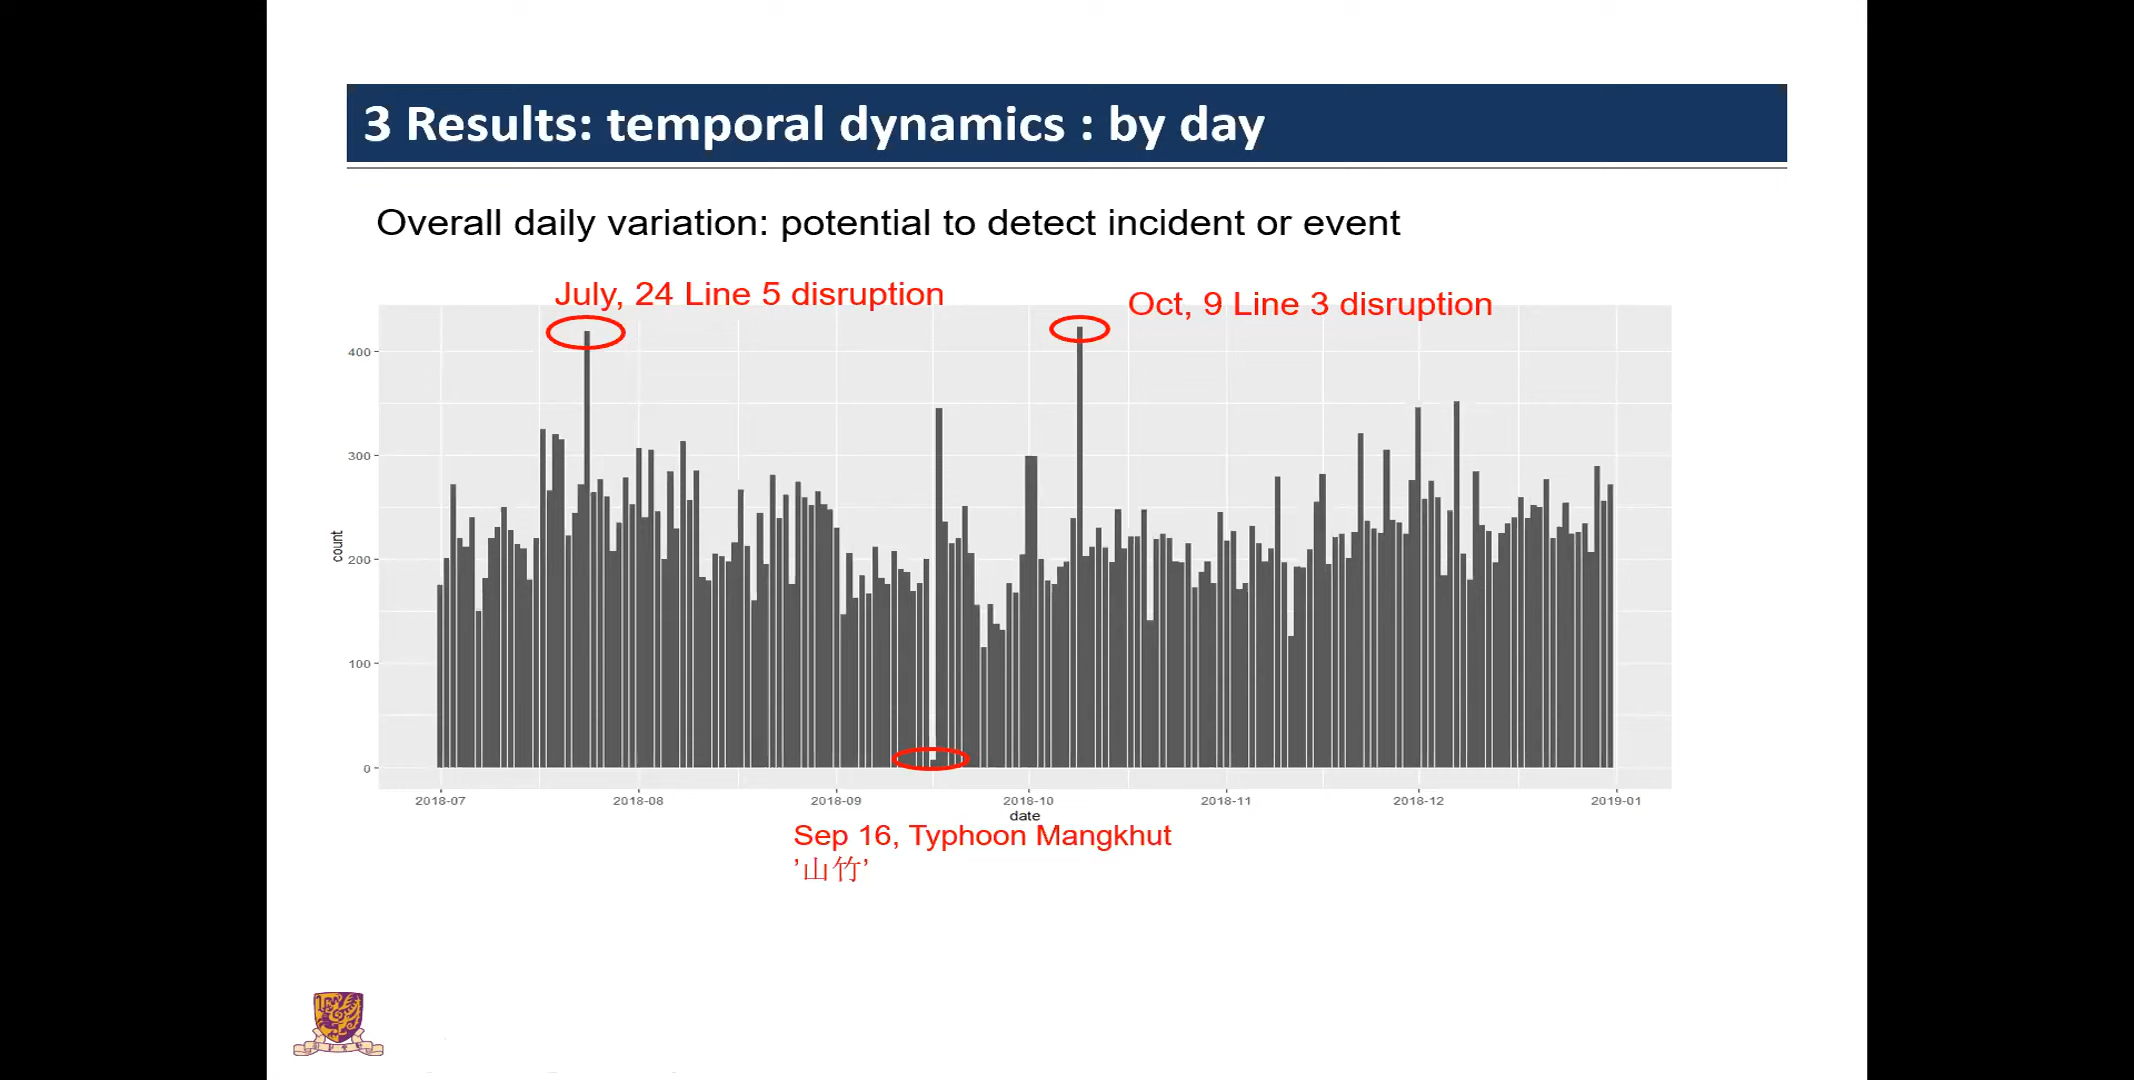 3 Results: temporal dynamics : by day
Overall daily variation: potential to detect incident or event
July, 24 Line 5 disruption
Oct, 9 Line 3 disruption
400
300
count
200
100
0
2018-07
2018-08
2018-09
2018-10
2018-11
2018-12
2019-01
date
Sep 16, Typhoon Mangkhut
’山竹’